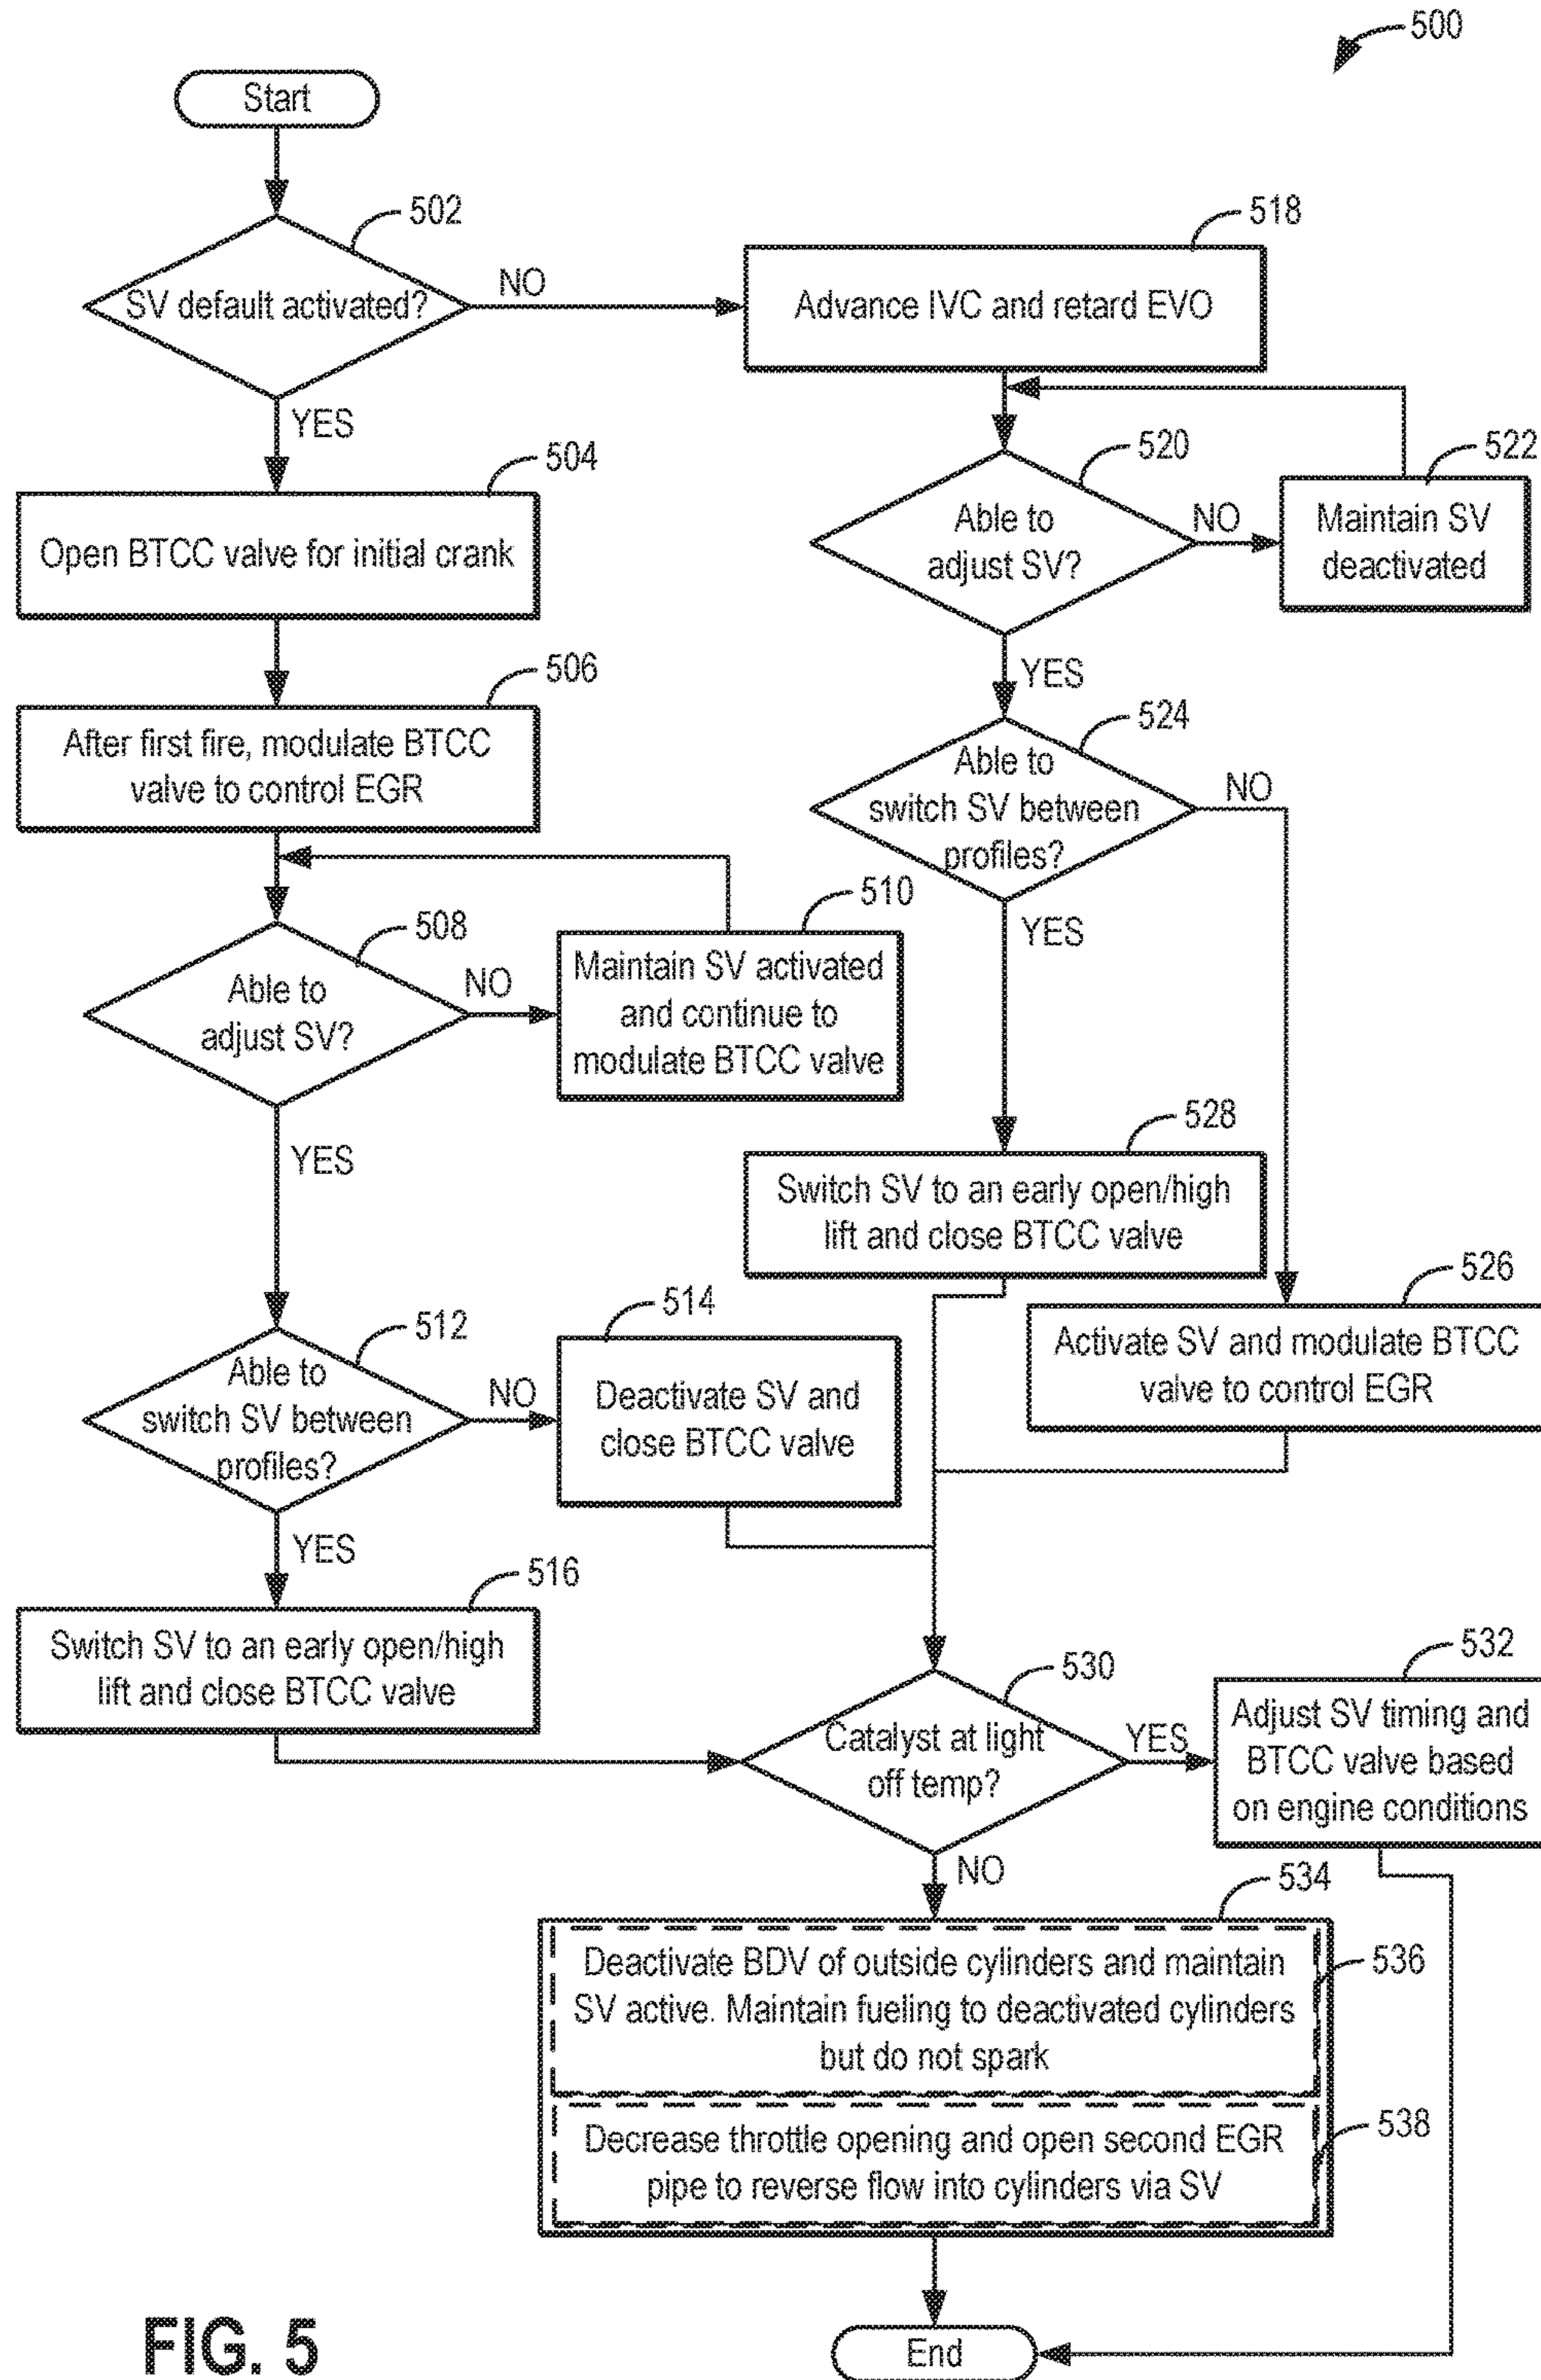 500
Start
502
SV default activated?
NO
YES
518
Advance IVC and retard EVO
504
Open BTCC valve for initial crank
520
Able to
adjust SV?
NO
YES
522
Maintain SV
deactivated
506
After first fire, modulate BTCC
valve to control EGR
524
Able to
switch SV between
profiles?
NO
YES
508
Able to
adjust SV?
NO
YES
510
Maintain SV activated
and continue to
modulate BTCC valve
528
Switch SV to an early open/high
lift and close BTCC valve
526
Activate SV and modulate BTCC
valve to control EGR
512
Able to
switch SV between
profiles?
NO
YES
514
Deactivate SV and
close BTCC valve
516
Switch SV to an early open/high
lift and close BTCC valve
530
Catalyst at light
off temp?
YES
NO
532
Adjust SV timing and
BTCC valve based
on engine conditions
534
Deactivate BDV of outside cylinders and maintain
SV active. Maintain fueling to deactivated cylinders
but do not spark
536
Decrease throttle opening and open second EGR
pipe to reverse flow into cylinders via SV
538
End
FIG. 5